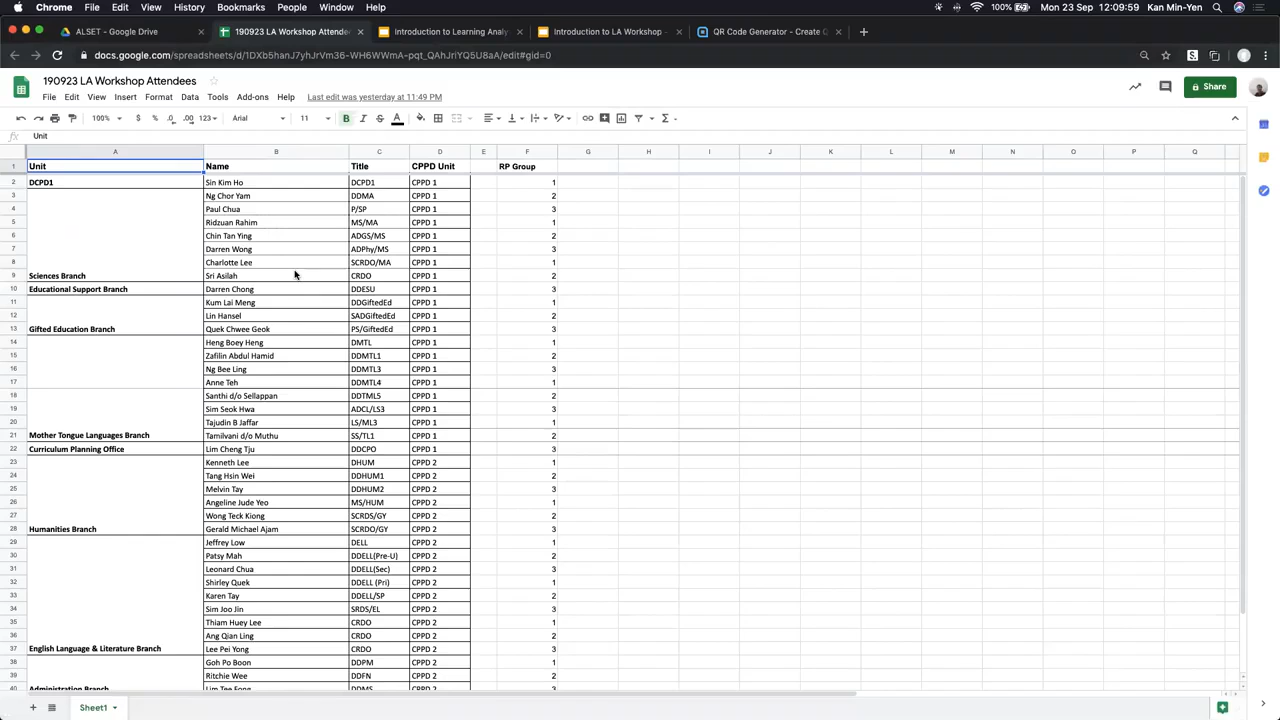 Chrome File Edit View History Bookmarks People Window Help 100% Mon 23 Sep 12:09:59 Kan Min-Yen
ALSET - Google Drive 190923 LA Workshop Attende Introduction to Learning Analy Introduction to LA Workshop - QR Code Generator - Create Q
docs.google.com/spreadsheets/d/1DXb5hanJ7yhJrVm36-WH6WWmA-pqt_QAhJriYQ5U8aA/edit#gid=0
190923 LA Workshop Attendees
File Edit View Insert Format Data Tools Add-ons Help Last edit was yesterday at 11:49 PM Share
100% $ % .0 .00 123 Arial 11 B I S A
fx Unit
A B C D E F G H I J K L M N O P Q
1 Unit Name Title CPPD Unit RP Group
2 DCPD1 Sin Kim Ho DCPD1 CPPD 1 1
3 Ng Chor Yam DDMA CPPD 1 2
4 Paul Chua P/SP CPPD 1 3
5 Ridzuan Rahim MS/MA CPPD 1 1
6 Chin Tan Ying ADGS/MS CPPD 1 2
7 Darren Wong ADPhy/MS CPPD 1 3
8 Charlotte Lee SCRDO/MA CPPD 1 1
9 Sciences Branch Sri Asilah CRDO CPPD 1 2
10 Educational Support Branch Darren Chong DDESU CPPD 1 3
11 Kum Lai Meng DDGiftedEd CPPD 1 1
12 Lin Hansel SADGiftedEd CPPD 1 2
13 Gifted Education Branch Quek Chwee Geok PS/GiftedEd CPPD 1 3
14 Heng Boey Heng DMTL CPPD 1 1
15 Zafilin Abdul Hamid DDMTL1 CPPD 1 2
16 Ng Bee Ling DDMTL3 CPPD 1 3
17 Anne Teh DDMTL4 CPPD 1 1
18 Santhi d/o Sellappan DDTML5 CPPD 1 2
19 Sim Seok Hwa ADCL/LS3 CPPD 1 3
20 Tajudin B Jaffar LS/ML3 CPPD 1 1
21 Mother Tongue Languages Branch Tamilvani d/o Muthu SS/TL1 CPPD 1 2
22 Curriculum Planning Office Lim Cheng Tju DDCPO CPPD 1 3
23 Kenneth Lee DHUM CPPD 2 1
24 Tang Hsin Wei DDHUM1 CPPD 2 2
25 Melvin Tay DDHUM2 CPPD 2 3
26 Angeline Jude Yeo MS/HUM CPPD 2 1
27 Wong Teck Kiong SCRDS/GY CPPD 2 2
28 Humanities Branch Gerald Michael Ajam SCRDO/GY CPPD 2 3
29 Jeffrey Low DELL CPPD 2 1
30 Patsy Mah DDELL(Pre-U) CPPD 2 2
31 Leonard Chua DDELL(Sec) CPPD 2 3
32 Shirley Quek DDELL (Pri) CPPD 2 1
33 Karen Tay DDELL/SP CPPD 2 2
34 Sim Joo Jin SRDS/EL CPPD 2 3
35 Thiam Huey Lee CRDO CPPD 2 1
36 Ang Qian Ling CRDO CPPD 2 2
37 English Language & Literature Branch Lee Pei Yong CRDO CPPD 2 3
38 Goh Po Boon DDPM CPPD 2 1
39 Ritchie Wee DDFN CPPD 2 2
40 Administration Branch Lim Tee Fong DDMS CPPD 2 3
Sheet1